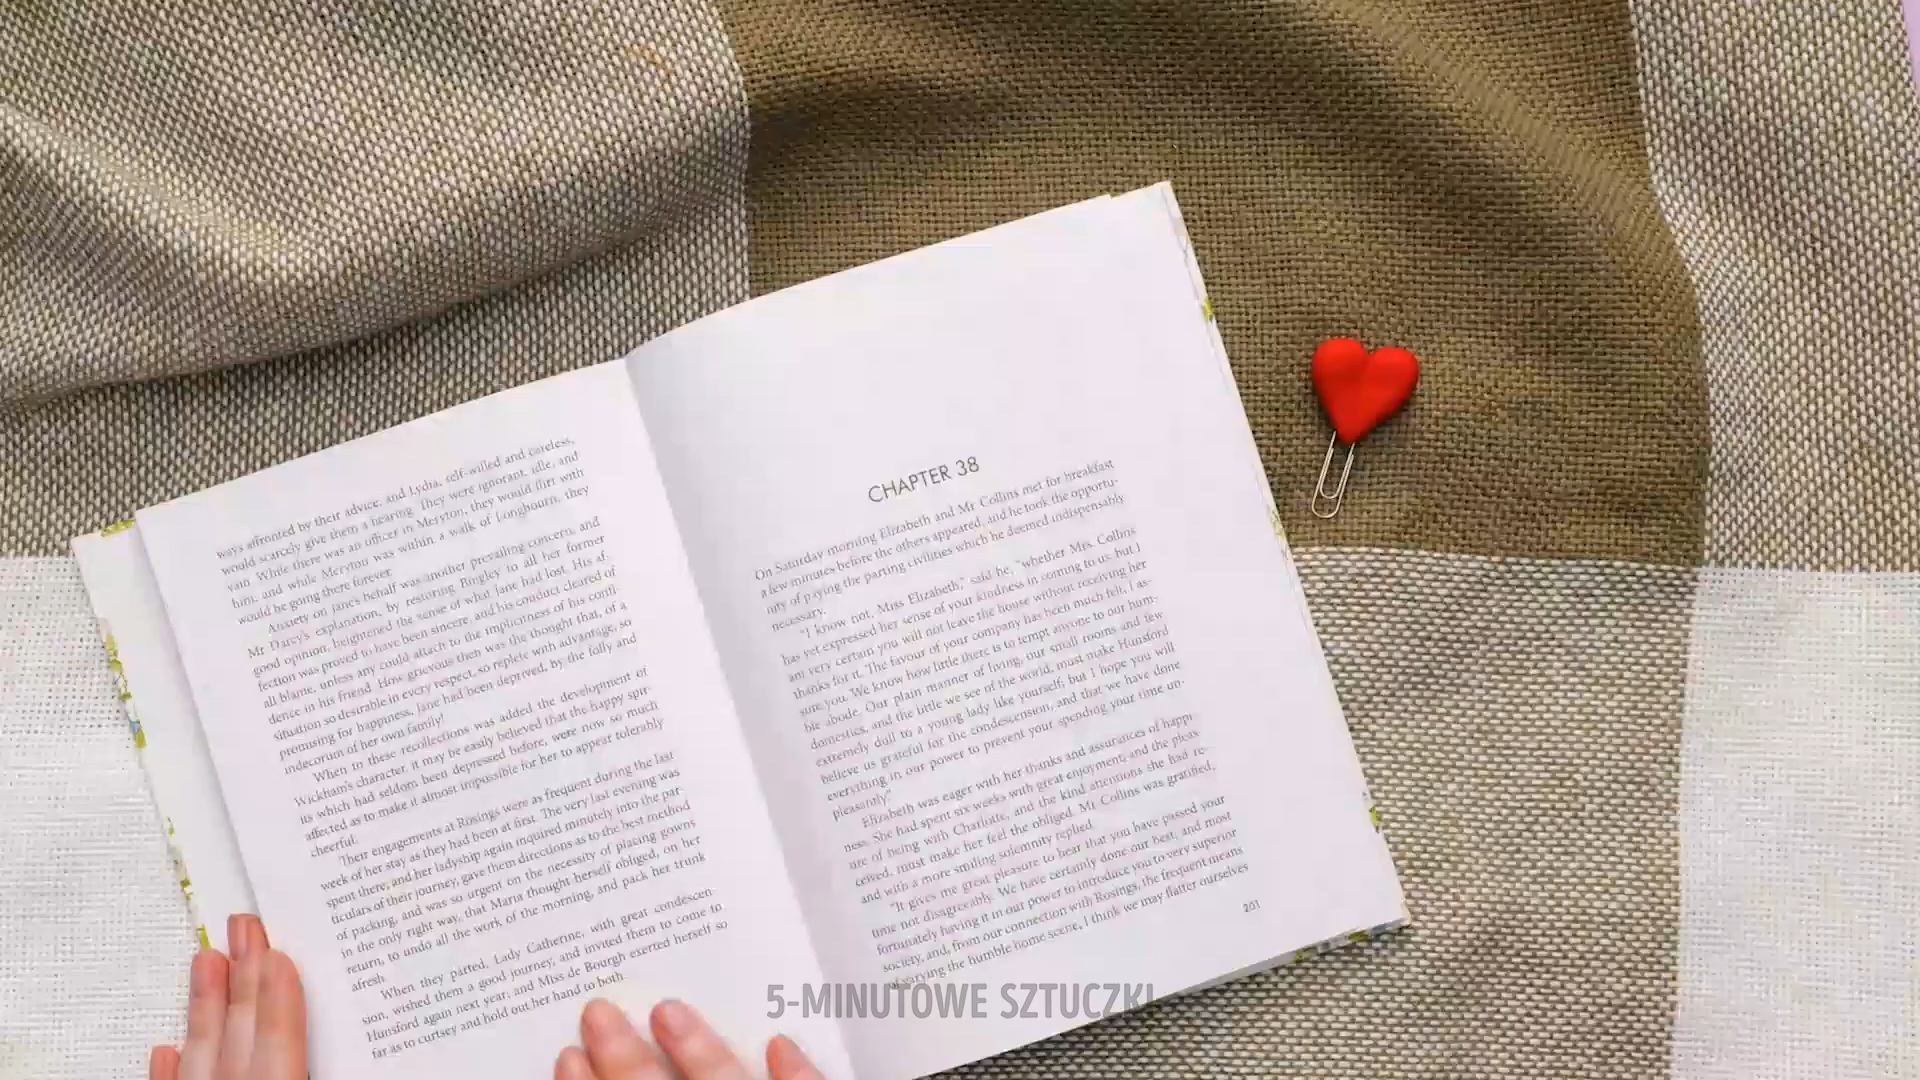 ways affronted by their advice, and Lydia, self-willed and careless,
would scarcely give them a hearing. They were ignorant, idle, and
vain. While there was an officer in Meryton, they would flirt with
him, and while Meryton was within a walk of Longbourn, they
would be going there forever.
Anxiety on Jane's behalf was another prevailing concern, and
Mr Darcy's explanation, by restoring Bingley to all her former
good opinion, heightened the sense of what Jane had lost. His af-
fection was proved to have been sincere, and his conduct cleared of
all blame, unless any could attach to the implicitness of his confi-
dence in his friend. How grievous then was the thought that, of a
situation so desirable in every respect, so replete with advantage, so
promising for happiness, Jane had been deprived, by the folly and
indecorum of her own family!
When to these recollections was added the development of
Wickham's character, it may be easily believed that the happy spir-
its which had seldom been depressed before, were now so much
affected as to make it almost impossible for her to appear tolerably
cheerful.
Their engagements at Rosings were as frequent during the last
week of her stay as they had been at first. The very last evening was
spent there, and her ladyship again inquired minutely into the par-
ticulars of their journey, gave them directions as to the best method
of packing, and was so urgent on the necessity of placing gowns
in the only right way, that Maria thought herself obliged, on her
return, to undo all the work of the morning, and pack her trunk
afresh.
When they parted, Lady Catherine, with great condescen-
sion, wished them a good journey, and invited them to come to
Hunsford again next year, and Miss de Bourgh exerted herself so
far as to curtsey and hold out her hand to both
CHAPTER 38
On Saturday morning Elizabeth and Mr Collins met for breakfast
a few minutes before the others appeared, and he took the opportu-
nity of paying the parting civilities which he deemed indispensably
necessary.
"I know not, Miss Elizabeth," said he, "whether Mrs. Collins
has yet expressed her sense of your kindness in coming to us; but I
am very certain you will not leave the house without receiving her
thanks for it. The favour of your company has been much felt, I as-
sure you. We know how little there is to tempt anyone to our hum-
ble abode. Our plain manner of living, our small rooms and few
domestics, and the little we see of the world, must make Hunsford
extremely dull to a young lady like yourself; but I hope you will
believe us grateful for the condescension, and that we have done
everything in our power to prevent your spending your time un-
pleasantly."
Elizabeth was eager with her thanks and assurances of happi-
ness. She had spent six weeks with great enjoyment, and the pleas-
ure of being with Charlotte, and the kind attentions she had re-
ceived, must make her feel the obliged. Mr Collins was gratified,
and with a more smiling solemnity replied:
"It gives me great pleasure to hear that you have passed your
time not disagreeably. We have certainly done our best; and most
fortunately having it in our power to introduce you to very superior
society, and, from our connection with Rosings, the frequent means
of varying the humble home scene, I think we may flatter ourselves
201
5-MINUTOWE SZTUCZKI